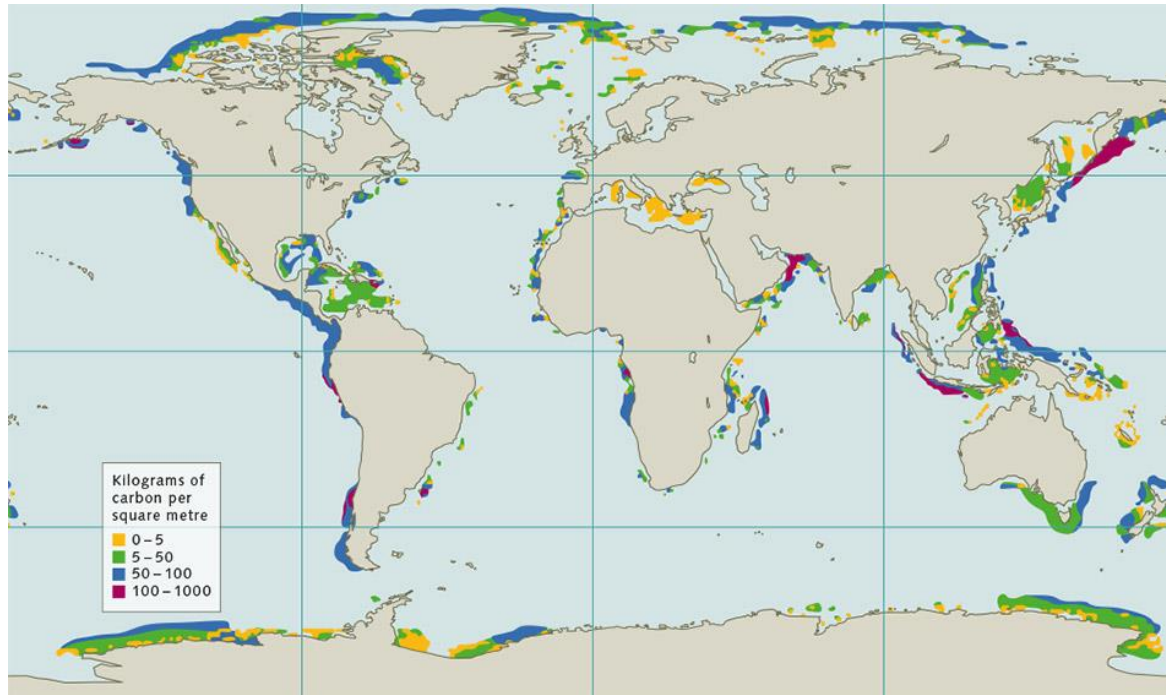 Kilograms of
carbon per
square metre
0 – 5
5 – 50
50 – 100
100 – 1000